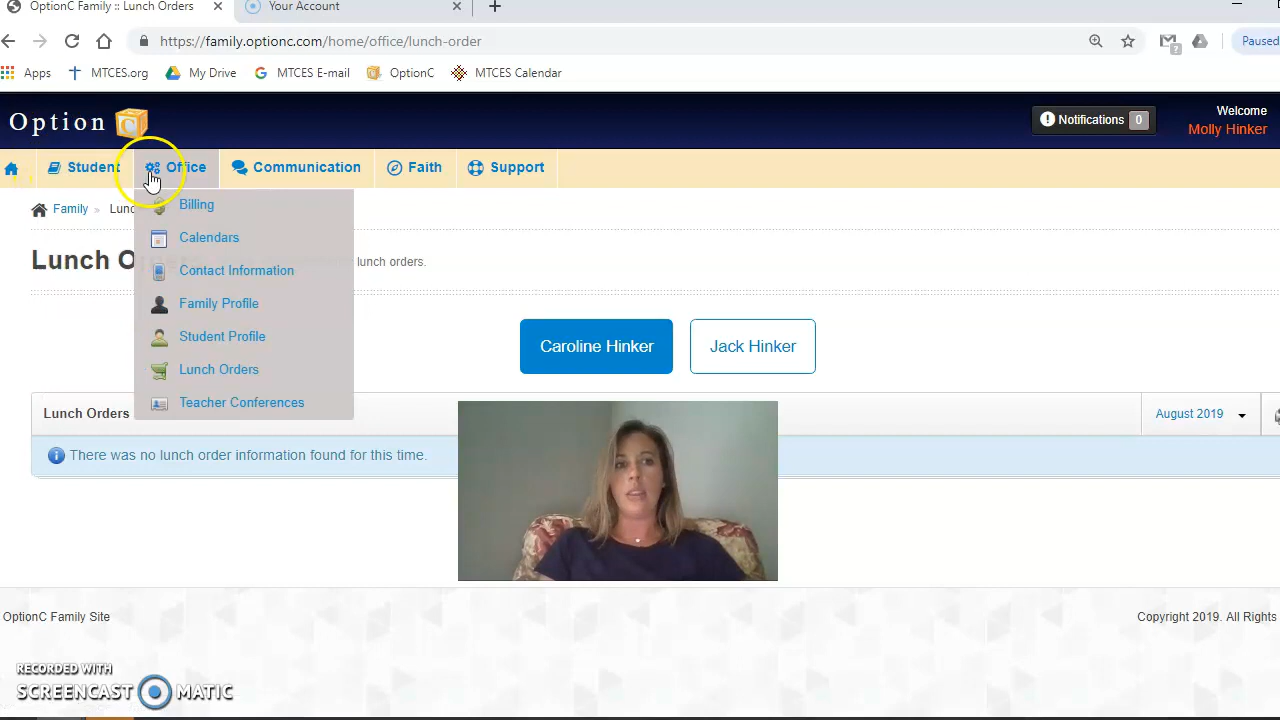 OptionC Family :: Lunch Orders
Your Account
https://family.optionc.com/home/office/lunch-order
Paused
Apps
MTCES.org
My Drive
MTCES E-mail
OptionC
MTCES Calendar
Option C
Notifications 0
Welcome
Molly Hinker
Student
Office
Communication
Faith
Support
Family » Lunc
Billing
Calendars
Lunch O
lunch orders.
Contact Information
Family Profile
Student Profile
Lunch Orders
Teacher Conferences
Caroline Hinker
Jack Hinker
Lunch Orders
August 2019
There was no lunch order information found for this time.
OptionC Family Site
Copyright 2019. All Rights
RECORDED WITH
SCREENCAST MATIC